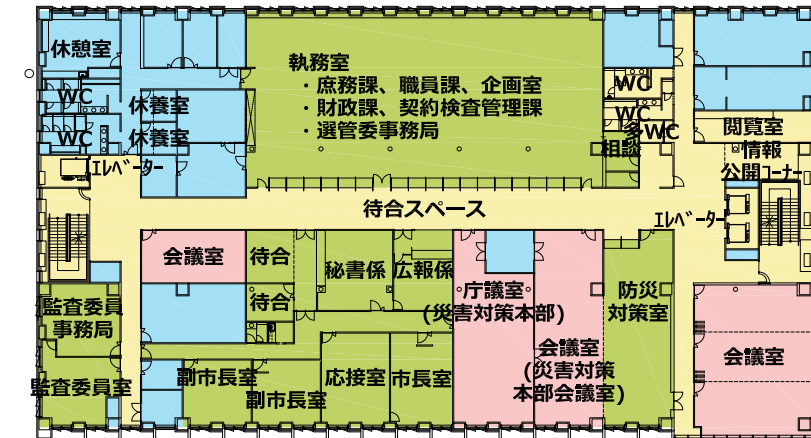 休憩室
WC
WC
休養室
休養室
エレベーター
執務室
・庶務課、職員課、企画室
・財政課、契約検査管理課
・選管委事務局
WC
WC
多WC
相談
閲覧室
情報
公開コーナー
待合スペース
エレベーター
会議室
待合
待合
秘書係
広報係
庁議室
(災害対策本部)
会議室
(災害対策
本部会議室)
防災
対策室
会議室
監査委員
事務局
監査委員室
副市長室
副市長室
応接室
市長室